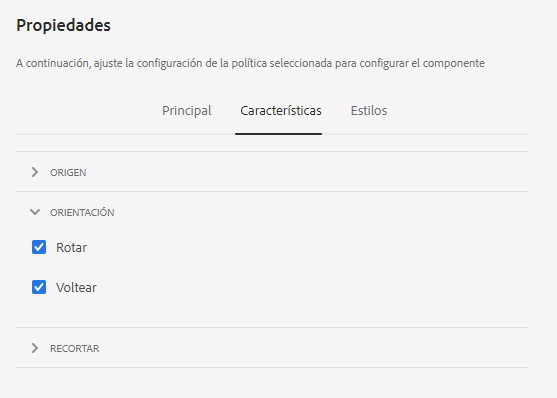 Propiedades
A continuación, ajuste la configuración de la política seleccionada para configurar el componente
Principal Características Estilos
ORIGEN
ORIENTACIÓN
Rotar
Voltear
RECORTAR